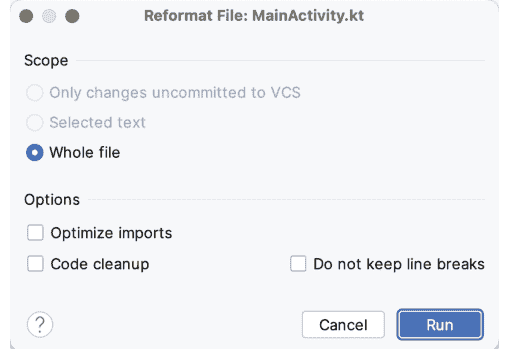 Reformat File: MainActivity.kt
Scope
Only changes uncommitted to VCS
Selected text
Whole file
Options
Optimize imports
Code cleanup
Do not keep line breaks
?
Cancel
Run